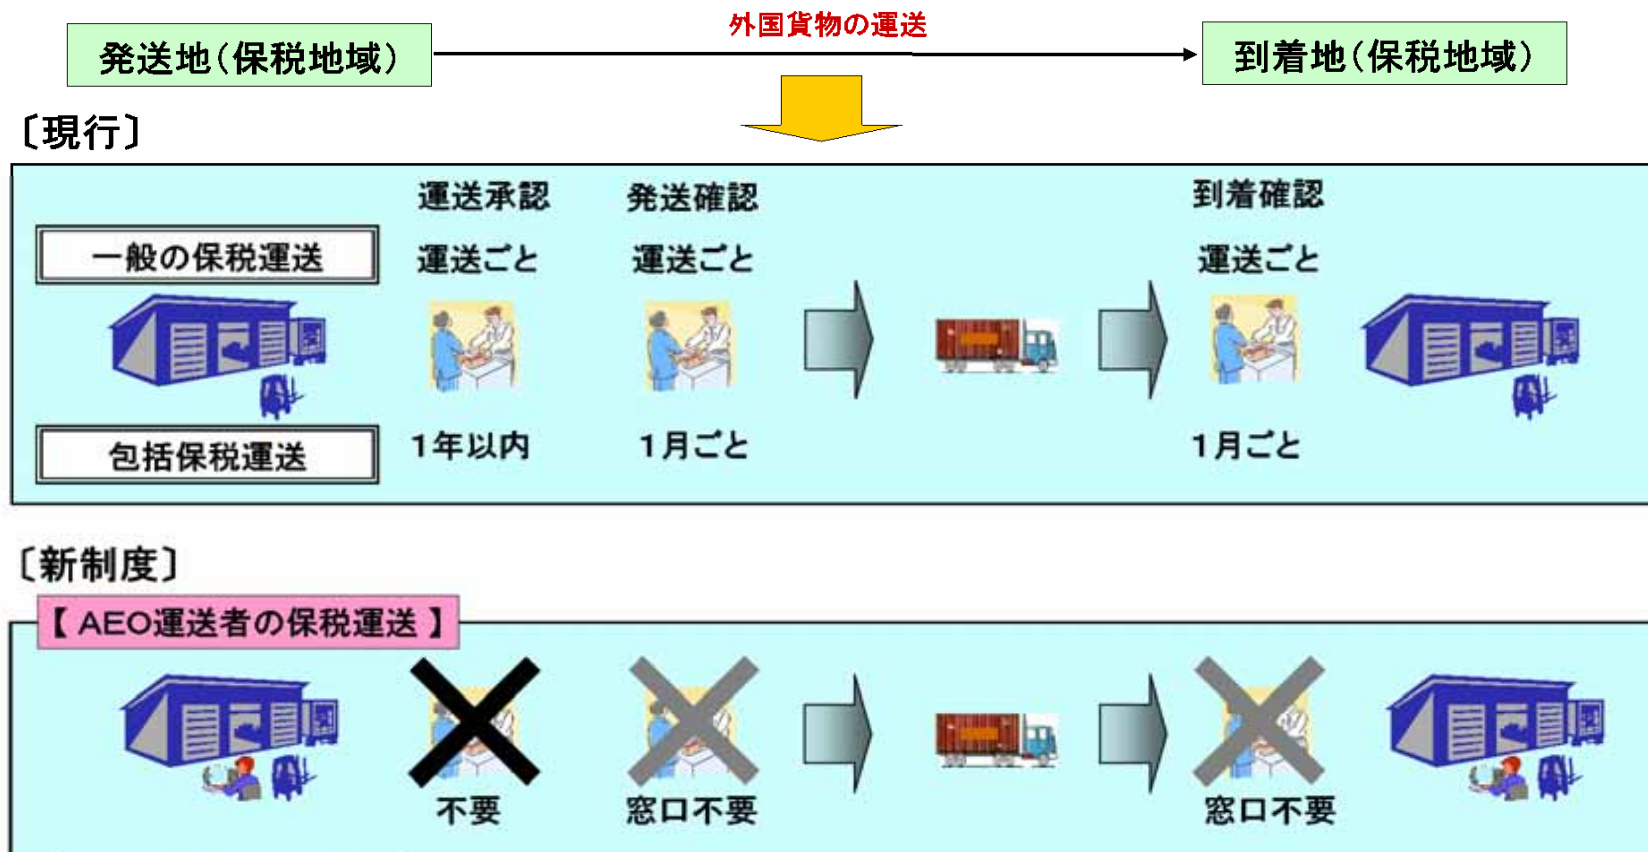 外国貨物の運送
発送地(保税地域)
到着地(保税地域)
〔現行〕
運送承認 発送確認 到着確認
一般の保税運送 運送ごと 運送ごと 運送ごと
包括保税運送 1年以内 1月ごと 1月ごと
〔新制度〕
【 AEO運送者の保税運送 】
不要 窓口不要 窓口不要